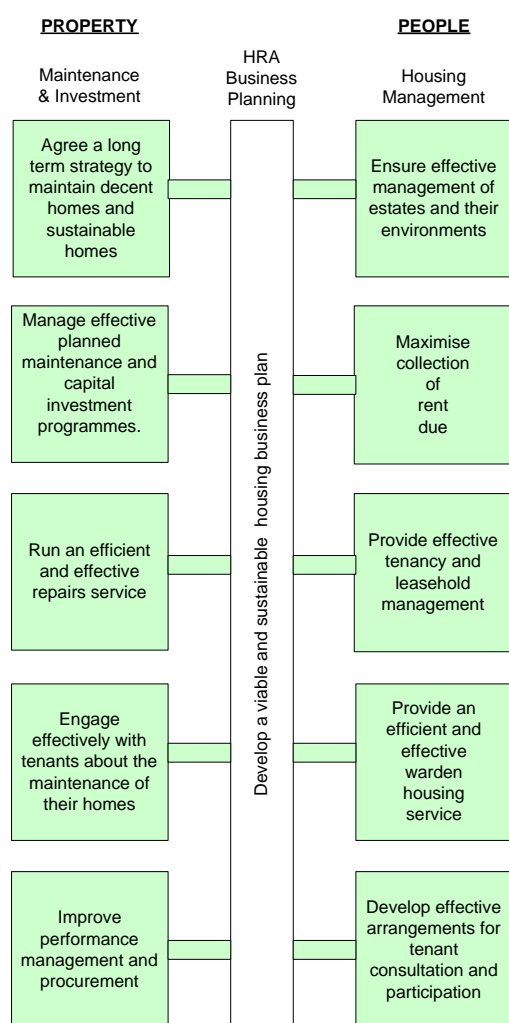 PROPERTY
Maintenance
& Investment
HRA
Business
Planning
PEOPLE
Housing
Management
Agree a long
term strategy to
maintain decent
homes and
sustainable
homes
Ensure effective
management of
estates and their
environments
Manage effective
planned
maintenance and
capital
investment
programmes.
Maximise
collection
of
rent
due
Run an efficient
and effective
repairs service
Provide effective
tenancy and
leasehold
management
Engage
effectively with
tenants about the
maintenance of
their homes
Provide an
efficient and
effective
warden
housing
service
Improve
performance
management and
procurement
Develop effective
arrangements for
tenant
consultation and
participation
Develop a viable and sustainable housing business plan